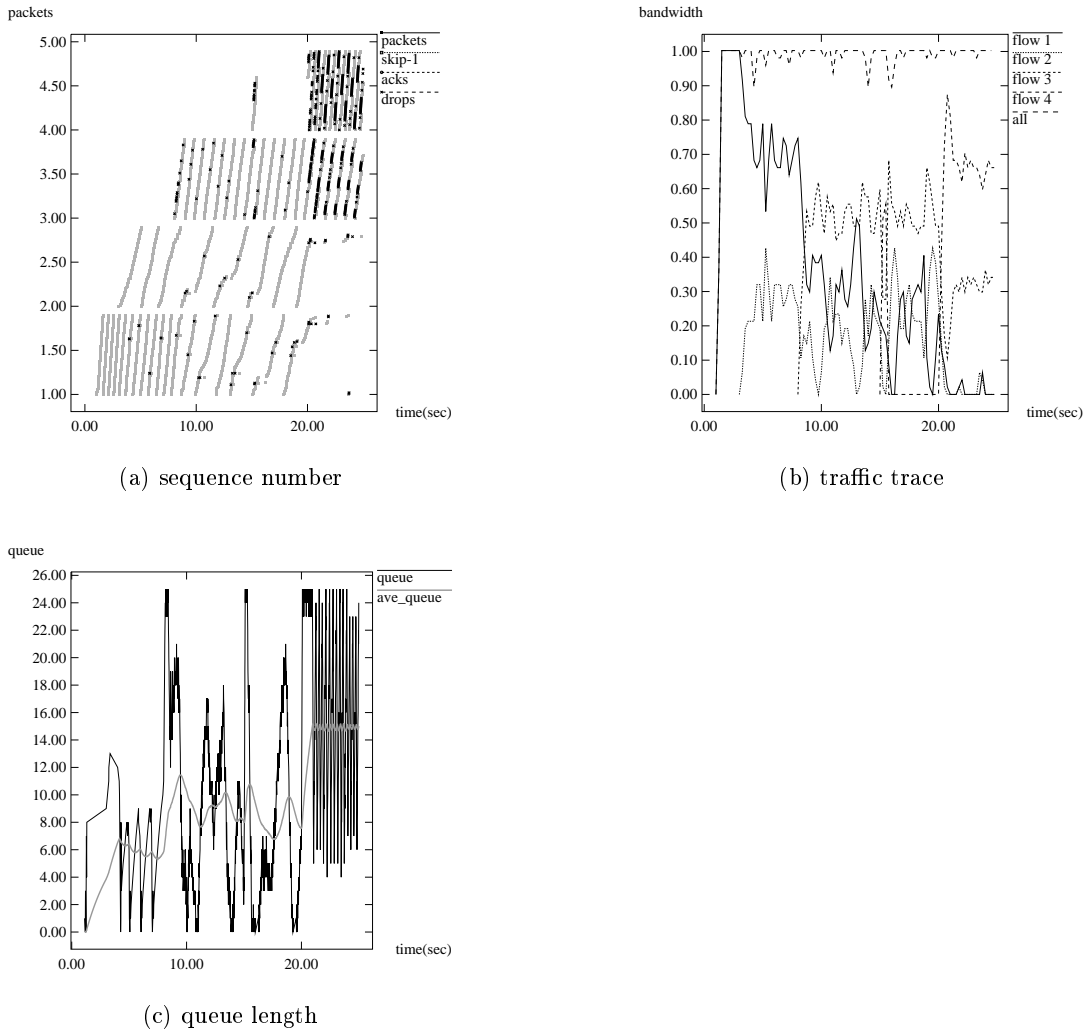 packets
5.00
4.50
4.00
3.50
3.00
2.50
2.00
1.50
1.00
0.00 10.00 20.00
time(sec)
packets
skip-1
acks
drops
(a) sequence number
bandwidth
1.00
0.90
0.80
0.70
0.60
0.50
0.40
0.30
0.20
0.10
0.00
0.00 10.00 20.00
time(sec)
flow 1
flow 2
flow 3
flow 4
all
(b) traffic trace
queue
26.00
24.00
22.00
20.00
18.00
16.00
14.00
12.00
10.00
8.00
6.00
4.00
2.00
0.00
0.00 10.00 20.00
time(sec)
queue
ave_queue
(c) queue length